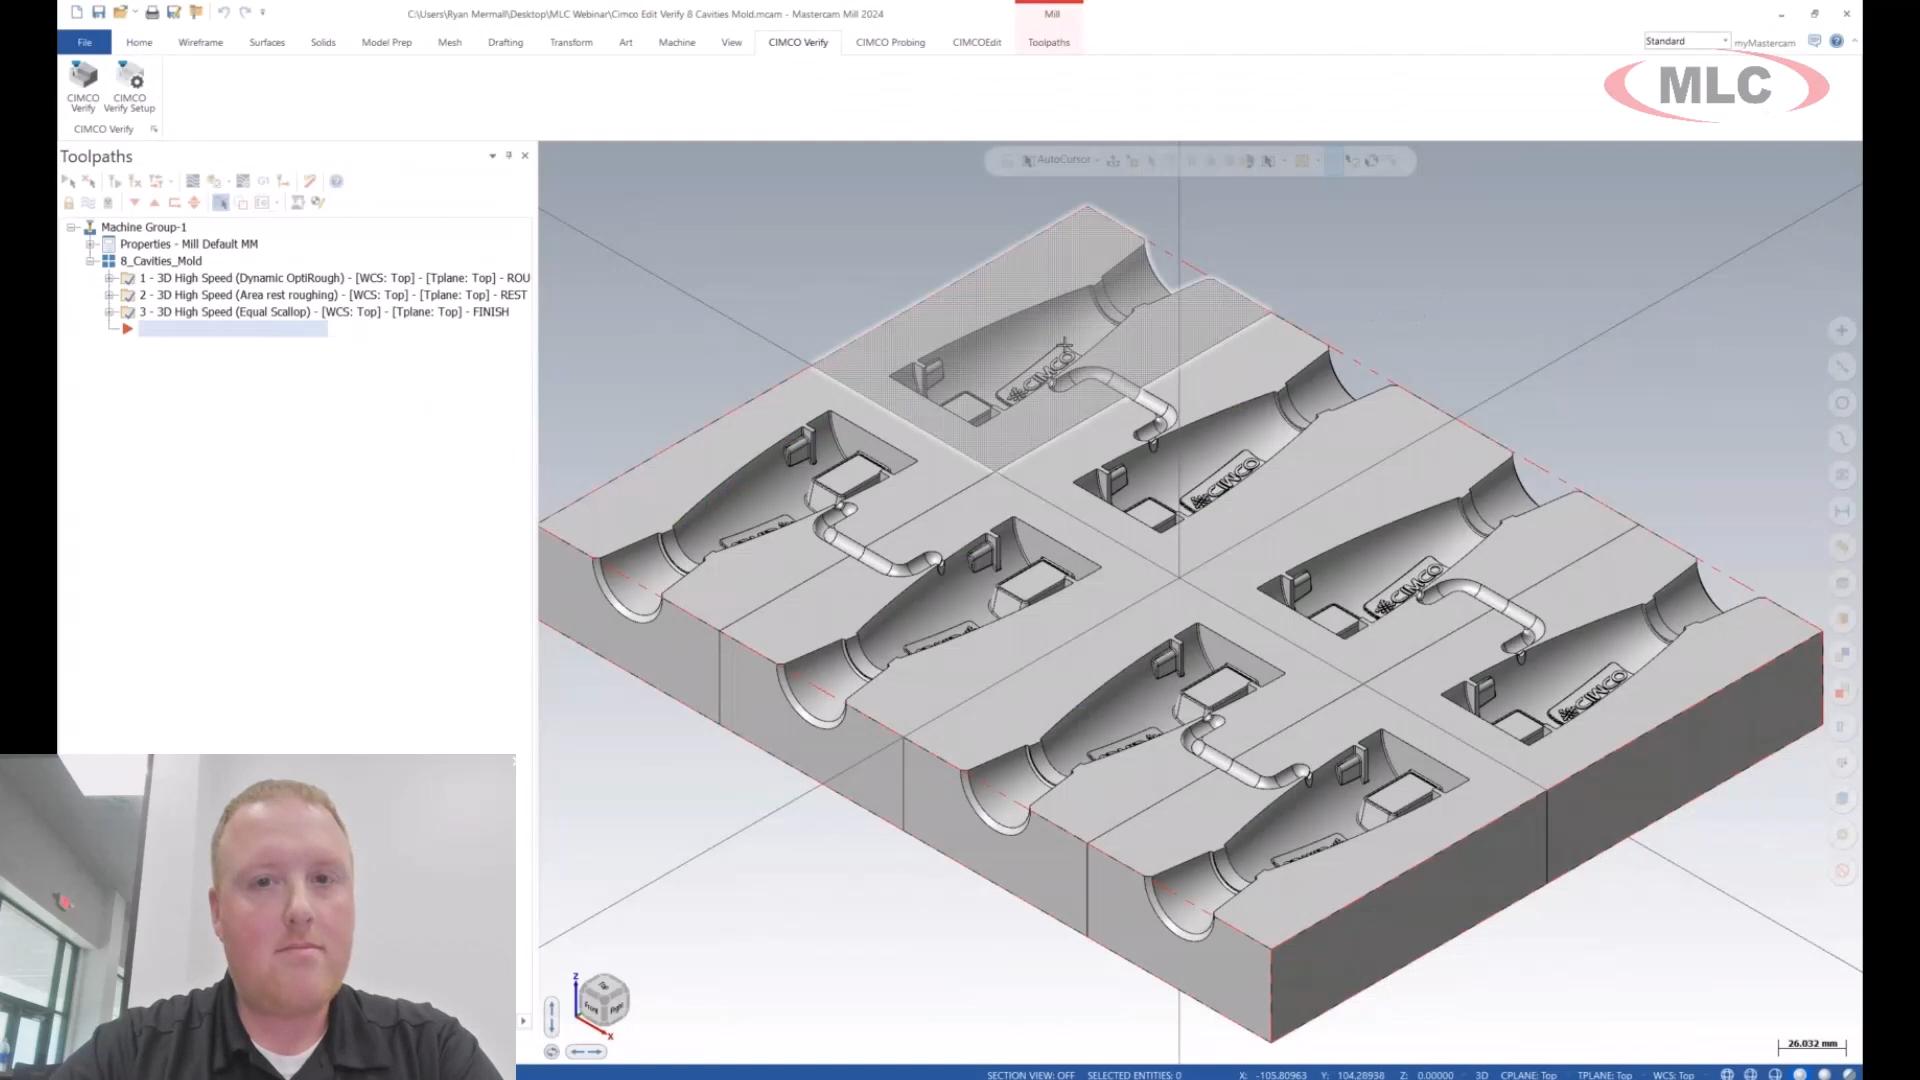 C:\Users\Ryan Mermall\Desktop\MLC Webinar\Cimco Edit Verify 8 Cavities Mold.mcam - Mastercam Mill 2024
Mill
File
Home
Wireframe
Surfaces
Solids
Model Prep
Mesh
Drafting
Transform
Art
Machine
View
CIMCO Verify
CIMCO Probing
CIMCOEdit
Toolpaths
Standard
myMastercam
MLC
CIMCO Verify
CIMCO Verify Setup
CIMCO Verify
Toolpaths
AutoCursor
G1
Machine Group-1
Properties - Mill Default MM
8_Cavities_Mold
1 - 3D High Speed (Dynamic OptiRough) - [WCS: Top] - [Tplane: Top] - ROU
2 - 3D High Speed (Area rest roughing) - [WCS: Top] - [Tplane: Top] - REST
3 - 3D High Speed (Equal Scallop) - [WCS: Top] - [Tplane: Top] - FINISH
CIMCO
CIMCO
CIMCO
CIMCO
Z
Top
Front
Right
X
26.032 mm
SECTION VIEW: OFF SELECTED ENTITIES: 0 X: -105.80963 Y: 104.28938 Z: 0.00000 3D CPLANE: Top TPLANE: Top WCS: Top